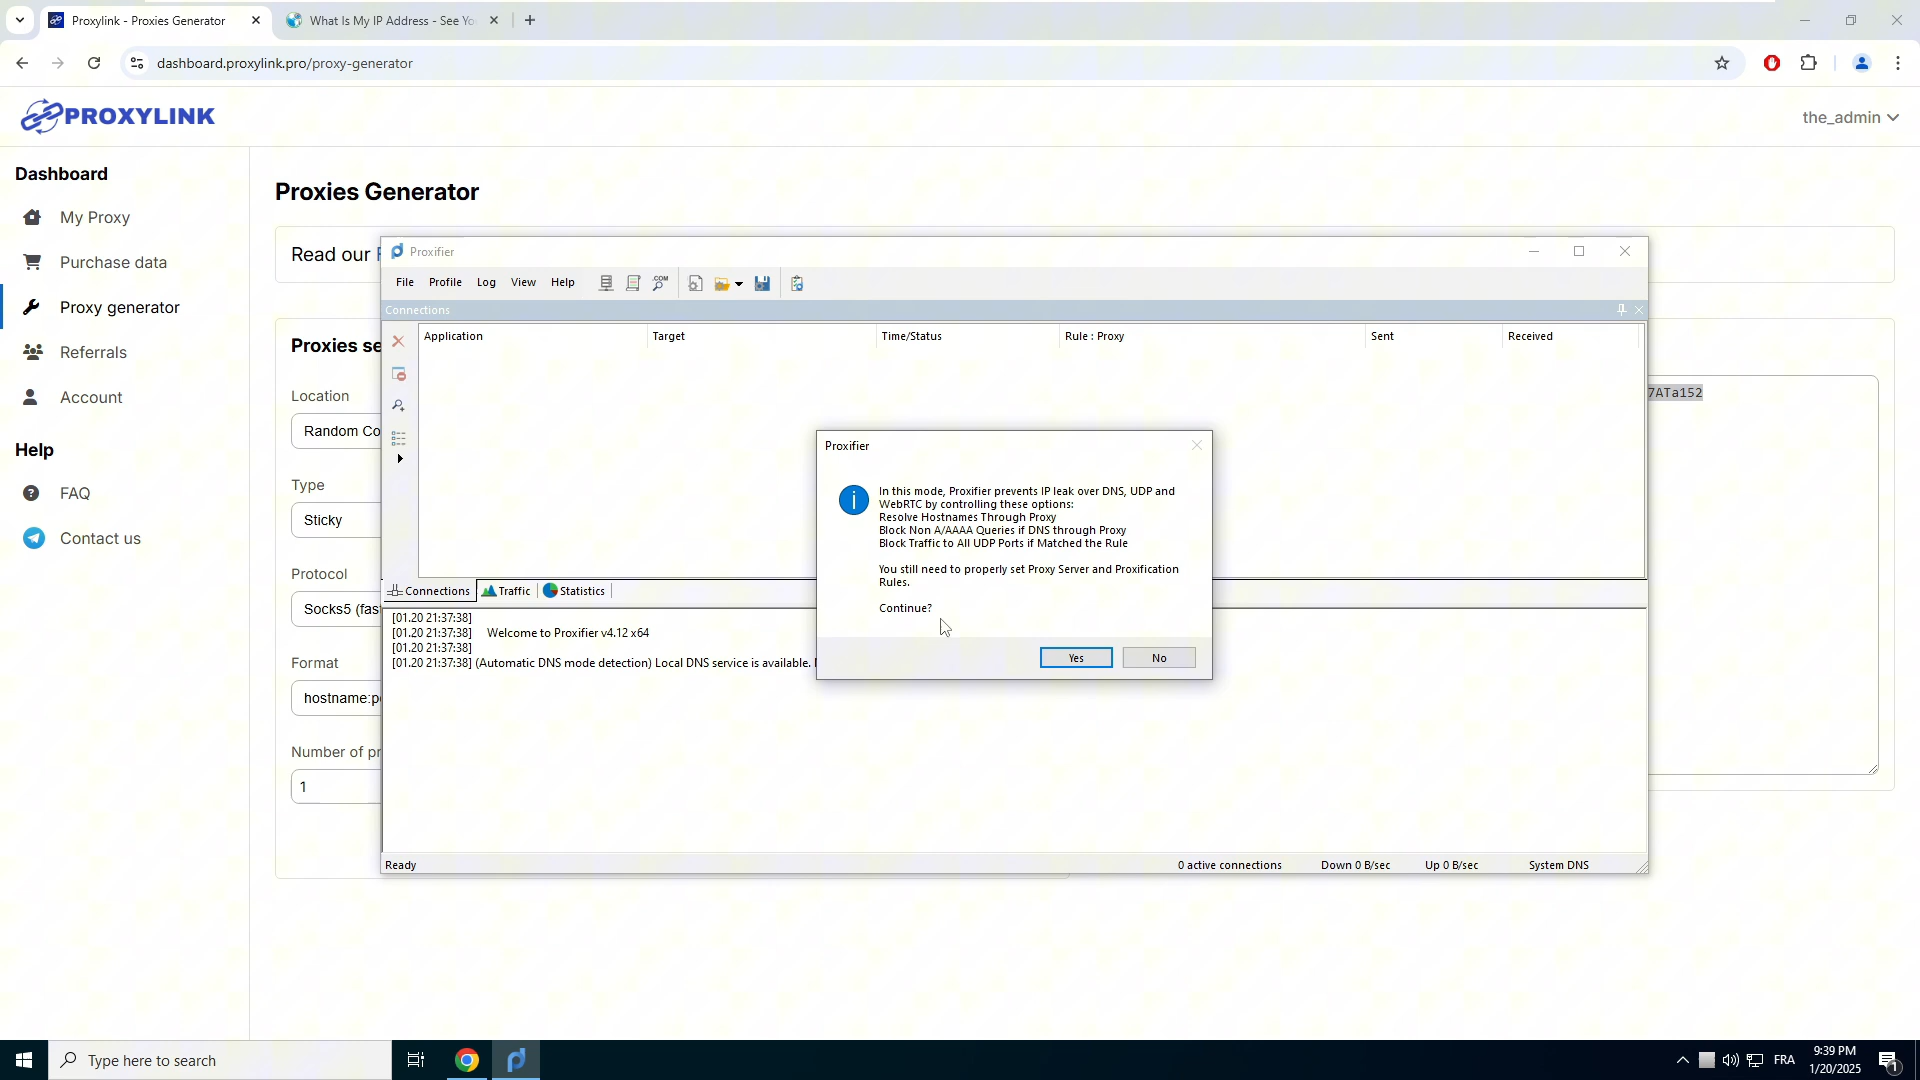 Proxylink - Proxies Generator
What Is My IP Address - See Yo
dashboard.proxylink.pro/proxy-generator
PROXYLINK
the_admin
Dashboard
My Proxy
Purchase data
Proxy generator
Referrals
Account
Help
FAQ
Contact us
Proxies Generator
Read our
Proxies se
Location
Random Co
Type
Sticky
Protocol
Socks5 (fast
Format
hostname:po
Number of pr
1
7ATa152
Proxifier
File Profile Log View Help
.COM
Connections
Application Target Time/Status Rule : Proxy Sent Received
Proxifier
In this mode, Proxifier prevents IP leak over DNS, UDP and
WebRTC by controlling these options:
Resolve Hostnames Through Proxy
Block Non A/AAAA Queries if DNS through Proxy
Block Traffic to All UDP Ports if Matched the Rule
You still need to properly set Proxy Server and Proxification
Rules.
Continue?
Yes No
Connections Traffic Statistics
[01.20 21:37:38]
[01.20 21:37:38] Welcome to Proxifier v4.12 x64
[01.20 21:37:38]
[01.20 21:37:38] (Automatic DNS mode detection) Local DNS service is available.
Ready 0 active connections Down 0 B/sec Up 0 B/sec System DNS
Type here to search
FRA
9:39 PM
1/20/2025
1